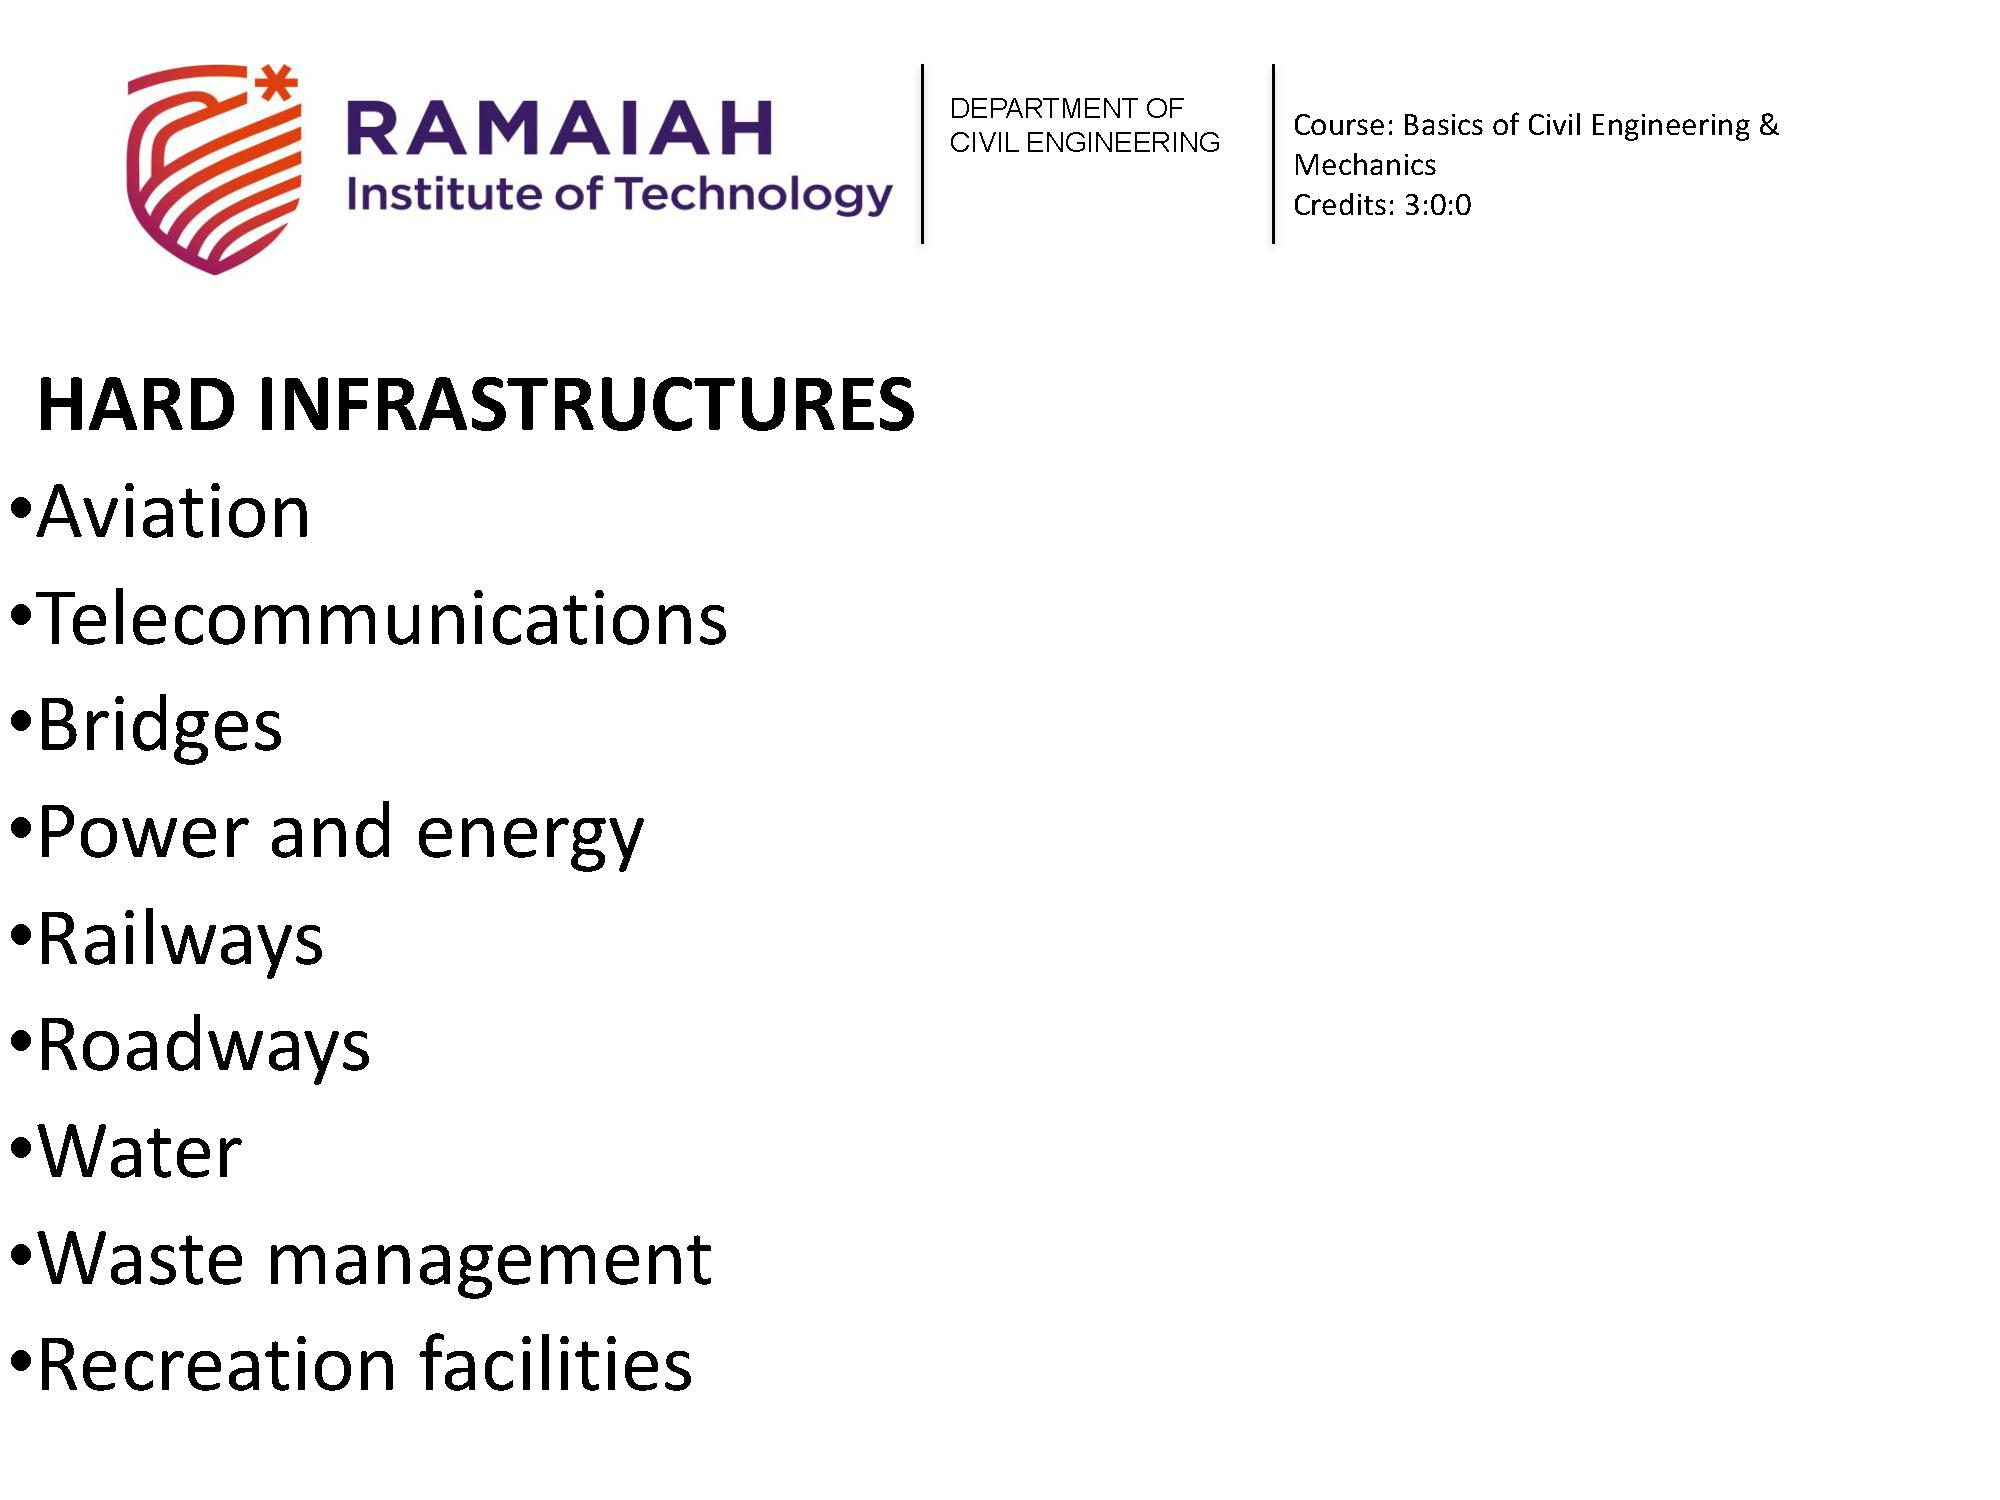 RAMAIAH
Institute of Technology
DEPARTMENT OF
CIVIL ENGINEERING
Course: Basics of Civil Engineering &
Mechanics
Credits: 3:0:0
HARD INFRASTRUCTURES
•Aviation
•Telecommunications
•Bridges
•Power and energy
•Railways
•Roadways
•Water
•Waste management
•Recreation facilities